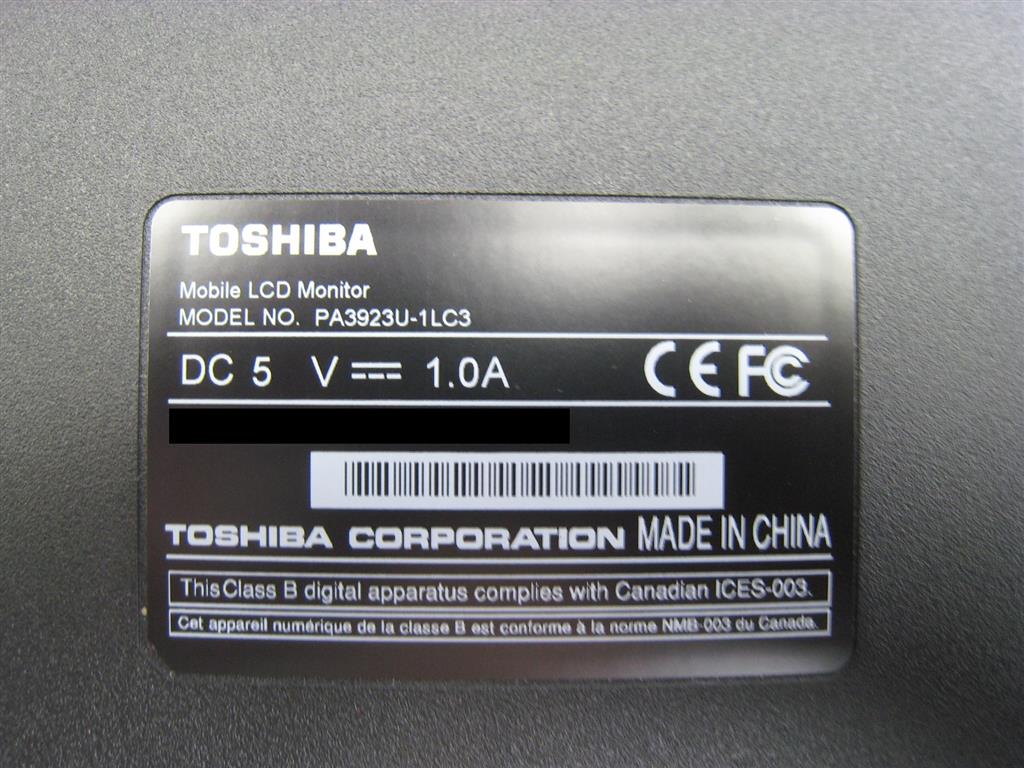 TOSHIBA
Mobile LCD Monitor
MODEL NO. PA3923U-1LC3
DC 5 V ⎓ 1.0A CE FC
TOSHIBA CORPORATION MADE IN CHINA
This Class B digital apparatus complies with Canadian ICES-003.
Cet appareil numérique de la classe B est conforme à la norme NMB-003 du Canada.